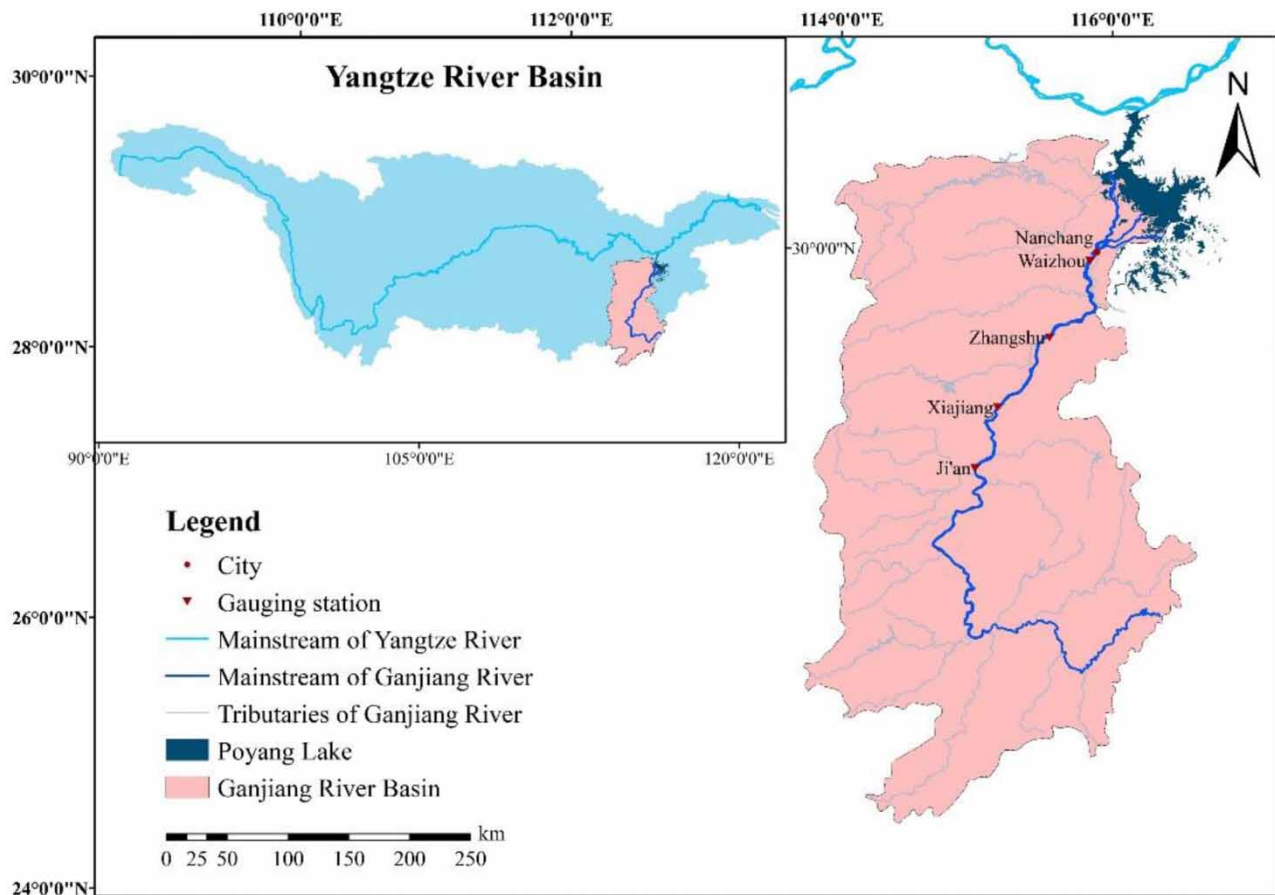 110°0'0"E
112°0'0"E
114°0'0"E
116°0'0"E
30°0'0"N
Yangtze River Basin
N
30°0'0"N
Nanchang
Waizhou
28°0'0"N
Zhangshu
Xiajiang
90°0'0"E
105°0'0"E
120°0'0"E
Ji'an
Legend
City
Gauging station
26°0'0"N
Mainstream of Yangtze River
Mainstream of Ganjiang River
Tributaries of Ganjiang River
Poyang Lake
Ganjiang River Basin
km
0 25 50 100 150 200 250
24°0'0"N